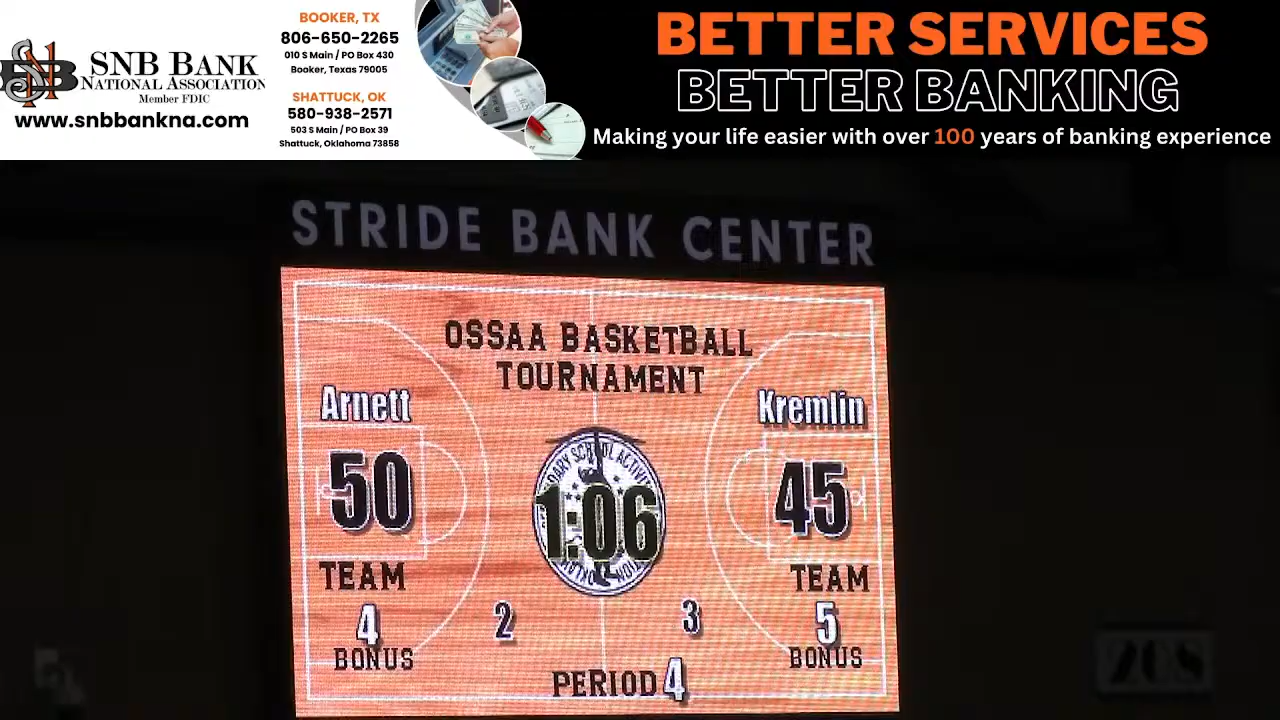 SNB BANK
NATIONAL ASSOCIATION
Member FDIC
www.snbbankna.com
BOOKER, TX
806-650-2265
010 S Main / PO Box 430
Booker, Texas 79005
SHATTUCK, OK
580-938-2571
503 S Main / PO Box 39
Shattuck, Oklahoma 73858
BETTER SERVICES
BETTER BANKING
Making your life easier with over 100 years of banking experience
STRIDE BANK CENTER
OSSAA BASKETBALL
TOURNAMENT
Arnett
Kremlin
50
1:06
45
TEAM
TEAM
4
2
3
5
BONUS
BONUS
PERIOD 4